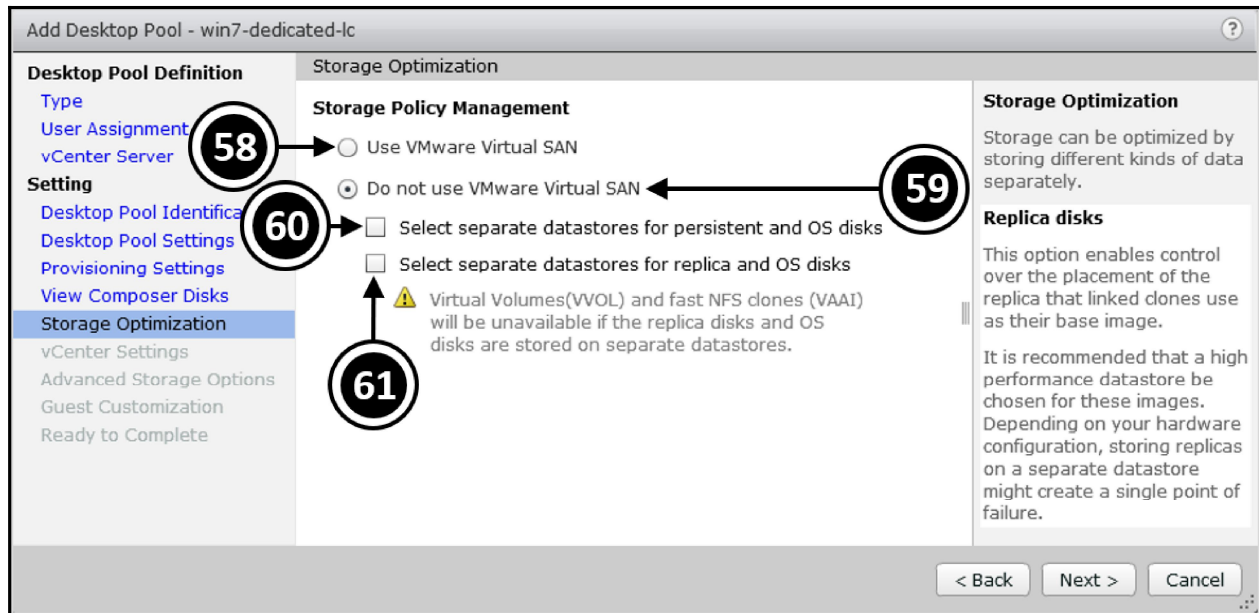 Add Desktop Pool - win7-dedicated-lc
?
Desktop Pool Definition
Type
User Assignment
vCenter Server
Setting
Desktop Pool Identifica
Desktop Pool Settings
Provisioning Settings
View Composer Disks
Storage Optimization
vCenter Settings
Advanced Storage Options
Guest Customization
Ready to Complete
Storage Optimization
Storage Policy Management
58
Use VMware Virtual SAN
Do not use VMware Virtual SAN
59
60
Select separate datastores for persistent and OS disks
Select separate datastores for replica and OS disks
Virtual Volumes(VVOL) and fast NFS clones (VAAI)
will be unavailable if the replica disks and OS
disks are stored on separate datastores.
61
Storage Optimization
Storage can be optimized by
storing different kinds of data
separately.
Replica disks
This option enables control
over the placement of the
replica that linked clones use
as their base image.
It is recommended that a high
performance datastore be
chosen for these images.
Depending on your hardware
configuration, storing replicas
on a separate datastore
might create a single point of
failure.
< Back
Next >
Cancel